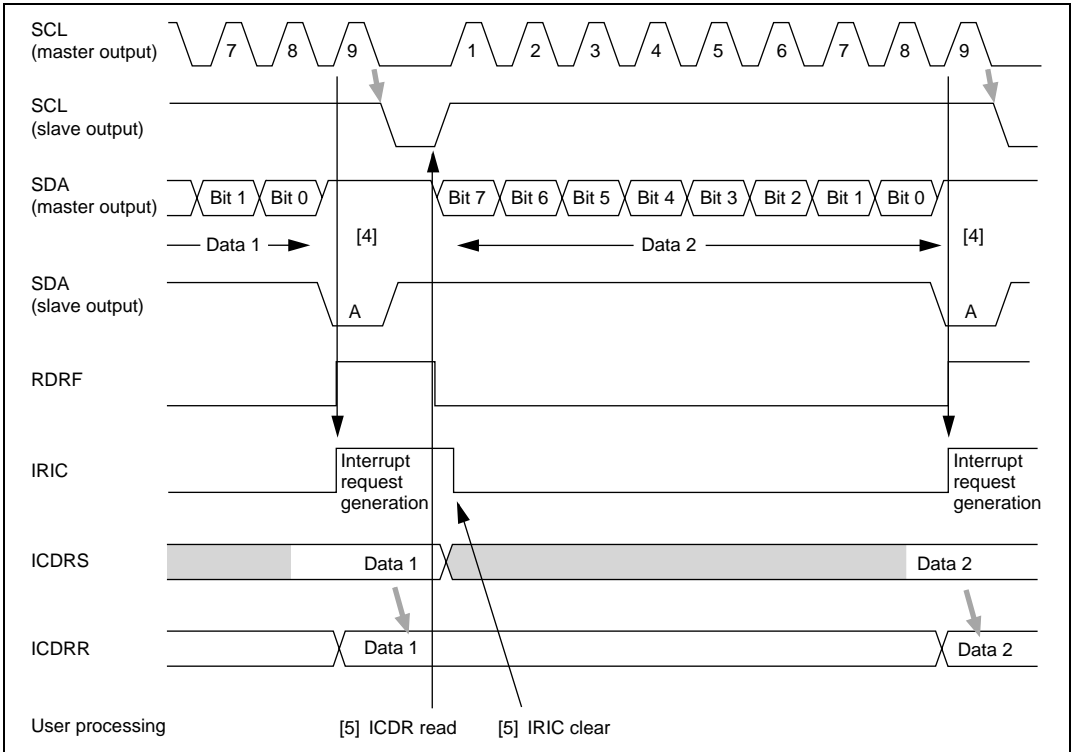 SCL
(master output)
7 8 9 1 2 3 4 5 6 7 8 9
SCL
(slave output)
SDA
(master output)
Bit 1 Bit 0 Bit 7 Bit 6 Bit 5 Bit 4 Bit 3 Bit 2 Bit 1 Bit 0
Data 1 [4] Data 2 [4]
SDA
(slave output)
A A
RDRF
IRIC
Interrupt
request
generation
Interrupt
request
generation
ICDRS
Data 1 Data 2
ICDRR
Data 1 Data 2
User processing
[5] ICDR read
[5] IRIC clear